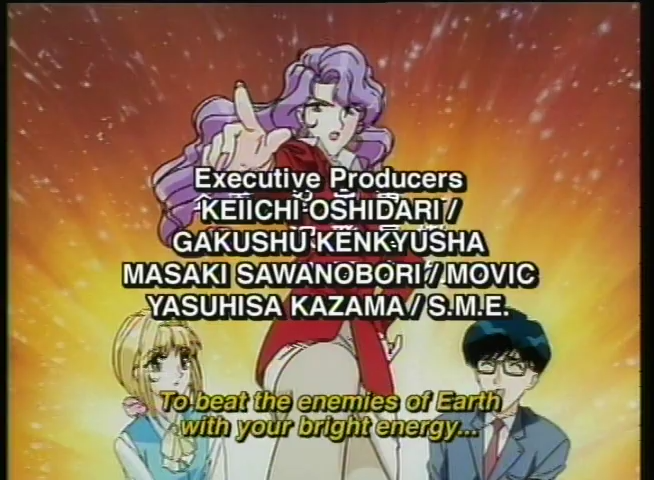 Executive Producers
KEIICHI OSHIDARI /
GAKUSHU KENKYUSHA
MASAKI SAWANOBORI / MOVIC
YASUHISA KAZAMA / S.M.E.
To beat the enemies of Earth
with your bright energy...